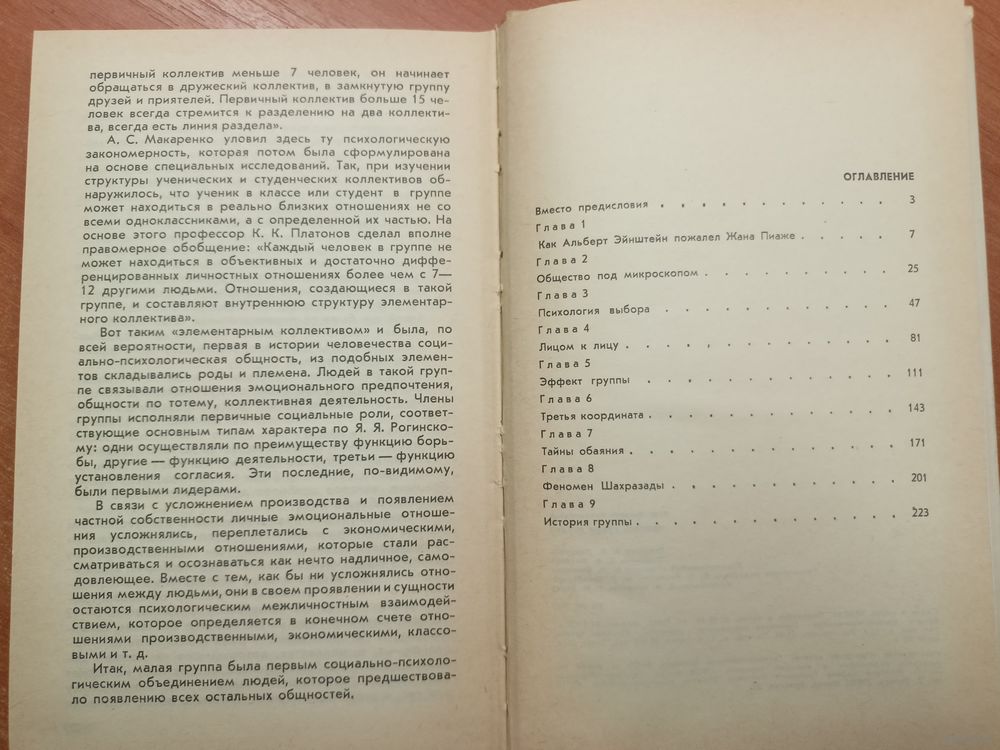 первичный коллектив меньше 7 человек, он начинает
обращаться в дружеский коллектив, в замкнутую группу
друзей и приятелей. Первичный коллектив больше 15 че-
ловек всегда стремится к разделению на два коллекти-
ва, всегда есть линия раздела».
А. С. Макаренко уловил здесь ту психологическую
закономерность, которая потом была сформулирована
на основе специальных исследований. Так, при изучении
структуры ученических и студенческих коллективов об-
наружилось, что ученик в классе или студент в группе
может находиться в реально близких отношениях не со
всеми одноклассниками, а с определенной их частью. На
основе этого профессор К. К. Платонов сделал вполне
правомерное обобщение: «Каждый человек в группе не
может находиться в объективных и достаточно диффе-
ренцированных личностных отношениях более чем с 7—
12 другими людьми. Отношения, создающиеся в такой
группе, и составляют внутреннюю структуру элементар-
ного коллектива».
Вот таким «элементарным коллективом» и была, по
всей вероятности, первая в истории человечества соци-
ально-психологическая общность, из подобных элемен-
тов складывались роды и племена. Людей в такой груп-
пе связывали отношения эмоционального предпочтения,
общности по тотему, коллективная деятельность. Члены
группы исполняли первичные социальные роли, соответ-
ствующие основным типам характера по Я. Я. Рогинско-
му: одни осуществляли по преимуществу функцию борь-
бы, другие — функцию деятельности, третьи — функцию
установления согласия. Эти последние, по-видимому,
были первыми лидерами.
В связи с усложнением производства и появлением
частной собственности личные эмоциональные отноше-
ния усложнялись, переплетались с экономическими,
производственными отношениями, которые стали рас-
сматриваться и осознаваться как нечто надличное, само-
довлеющее. Вместе с тем, как бы ни усложнялись отно-
шения между людьми, они в своем проявлении и сущности
остаются психологическим межличностным взаимодей-
ствием, которое определяется в конечном счете отно-
шениями производственными, экономическими, классо-
выми и т. д.
Итак, малая группа была первым социально-психоло-
гическим объединением людей, которое предшествова-
ло появлению всех остальных общностей.
ОГЛАВЛЕНИЕ
Вместо предисловия . . . . . . . . . . . . 3
Глава 1
Как Альберт Эйнштейн пожалел Жана Пиаже . . . . . 7
Глава 2
Общество под микроскопом . . . . . . . . . 25
Глава 3
Психология выбора . . . . . . . . . . . 47
Глава 4
Лицом к лицу . . . . . . . . . . . . 81
Глава 5
Эффект группы . . . . . . . . . . . . 111
Глава 6
Третья координата . . . . . . . . . . . 143
Глава 7
Тайны обаяния . . . . . . . . . . . . 171
Глава 8
Феномен Шахразады . . . . . . . . . . . 201
Глава 9
История группы . . . . . . . . . . . . 223